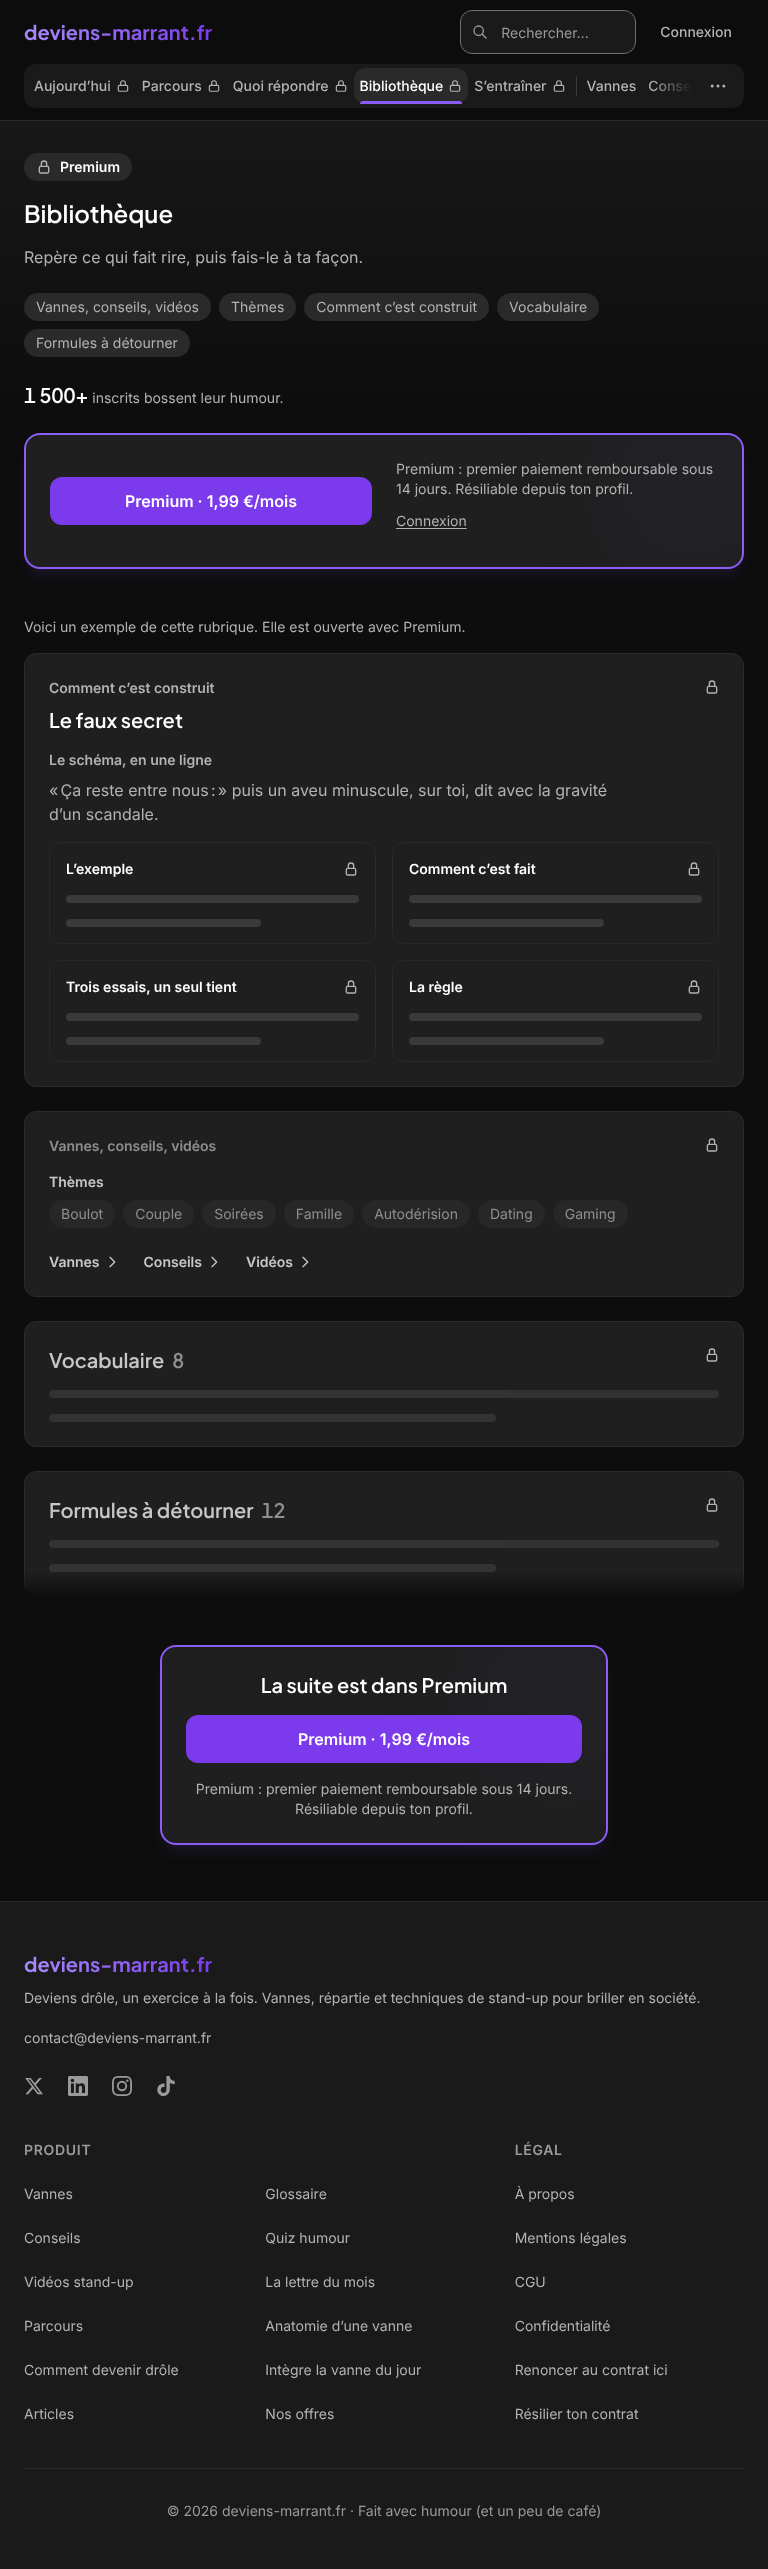 deviens-marrant.fr
Rechercher...
Connexion
Aujourd’hui
Parcours
Quoi répondre
Bibliothèque
S’entraîner
Vannes
Premium
Bibliothèque
Repère ce qui fait rire, puis fais-le à ta façon.
Vannes, conseils, vidéos
Thèmes
Comment c’est construit
Vocabulaire
Formules à détourner
1 500+ inscrits bossent leur humour.
Premium · 1,99 €/mois
Premium : premier paiement remboursable sous
14 jours. Résiliable depuis ton profil.
Connexion
Voici un exemple de cette rubrique. Elle est ouverte avec Premium.
Comment c’est construit
Le faux secret
Le schéma, en une ligne
« Ça reste entre nous : » puis un aveu minuscule, sur toi, dit avec la gravité
d’un scandale.
L’exemple
Comment c’est fait
Trois essais, un seul tient
La règle
Vannes, conseils, vidéos
Thèmes
Boulot
Couple
Soirées
Famille
Autodérision
Dating
Gaming
Vannes
Conseils
Vidéos
Vocabulaire 8
Formules à détourner 12
La suite est dans Premium
Premium · 1,99 €/mois
Premium : premier paiement remboursable sous 14 jours.
Résiliable depuis ton profil.
deviens-marrant.fr
Deviens drôle, un exercice à la fois. Vannes, répartie et techniques de stand-up pour briller en société.
contact@deviens-marrant.fr
PRODUIT
Vannes
Conseils
Vidéos stand-up
Parcours
Comment devenir drôle
Articles
Glossaire
Quiz humour
La lettre du mois
Anatomie d’une vanne
Intègre la vanne du jour
Nos offres
LÉGAL
À propos
Mentions légales
CGU
Confidentialité
Renoncer au contrat ici
Résilier ton contrat
© 2026 deviens-marrant.fr · Fait avec humour (et un peu de café)